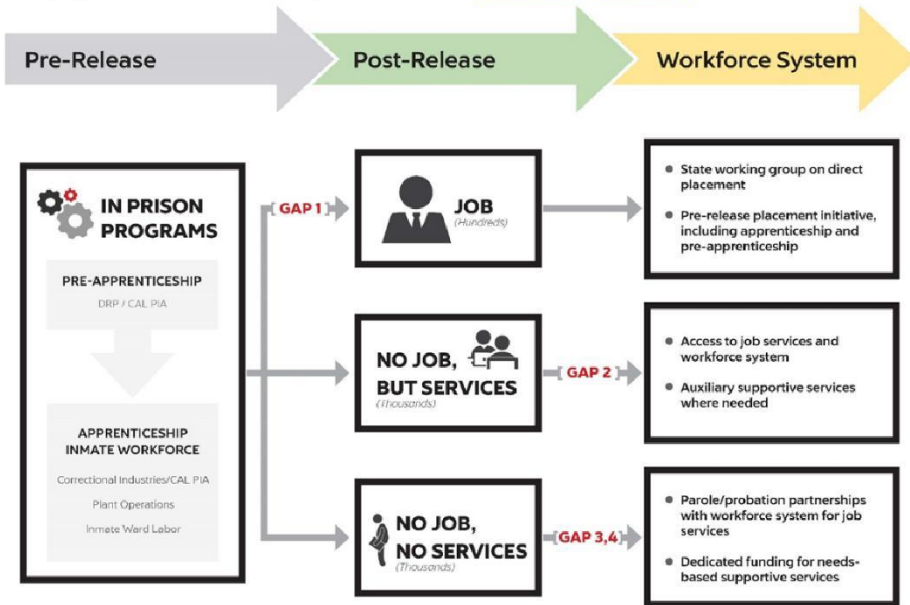 Pre-Release
Post-Release
Workforce System
IN PRISON
PROGRAMS
PRE-APPRENTICESHIP
DRP / CAL PIA
APPRENTICESHIP
INMATE WORKFORCE
Correctional Industries/CAL PIA
Plant Operations
Inmate Ward Labor
[GAP 1]
JOB
(Hundreds)
• State working group on direct
placement
• Pre-release placement initiative,
including apprenticeship and
pre-apprenticeship
NO JOB,
BUT SERVICES
(Thousands)
[GAP 2]
• Access to job services and
workforce system
• Auxiliary supportive services
where needed
NO JOB,
NO SERVICES
(Thousands)
[GAP 3,4]
• Parole/probation partnerships
with workforce system for job
services
• Dedicated funding for needs-
based supportive services